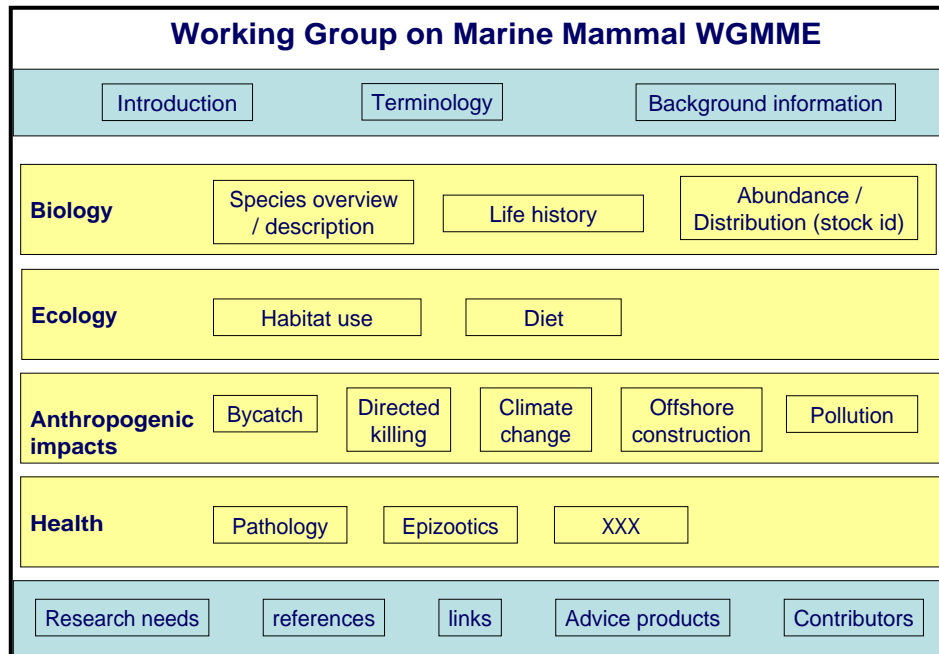 Working Group on Marine Mammal WGMME
Introduction
Terminology
Background information
Biology
Species overview
/ description
Life history
Abundance /
Distribution (stock id)
Ecology
Habitat use
Diet
Anthropogenic
impacts
Bycatch
Directed
killing
Climate
change
Offshore
construction
Pollution
Health
Pathology
Epizootics
XXX
Research needs
references
links
Advice products
Contributors